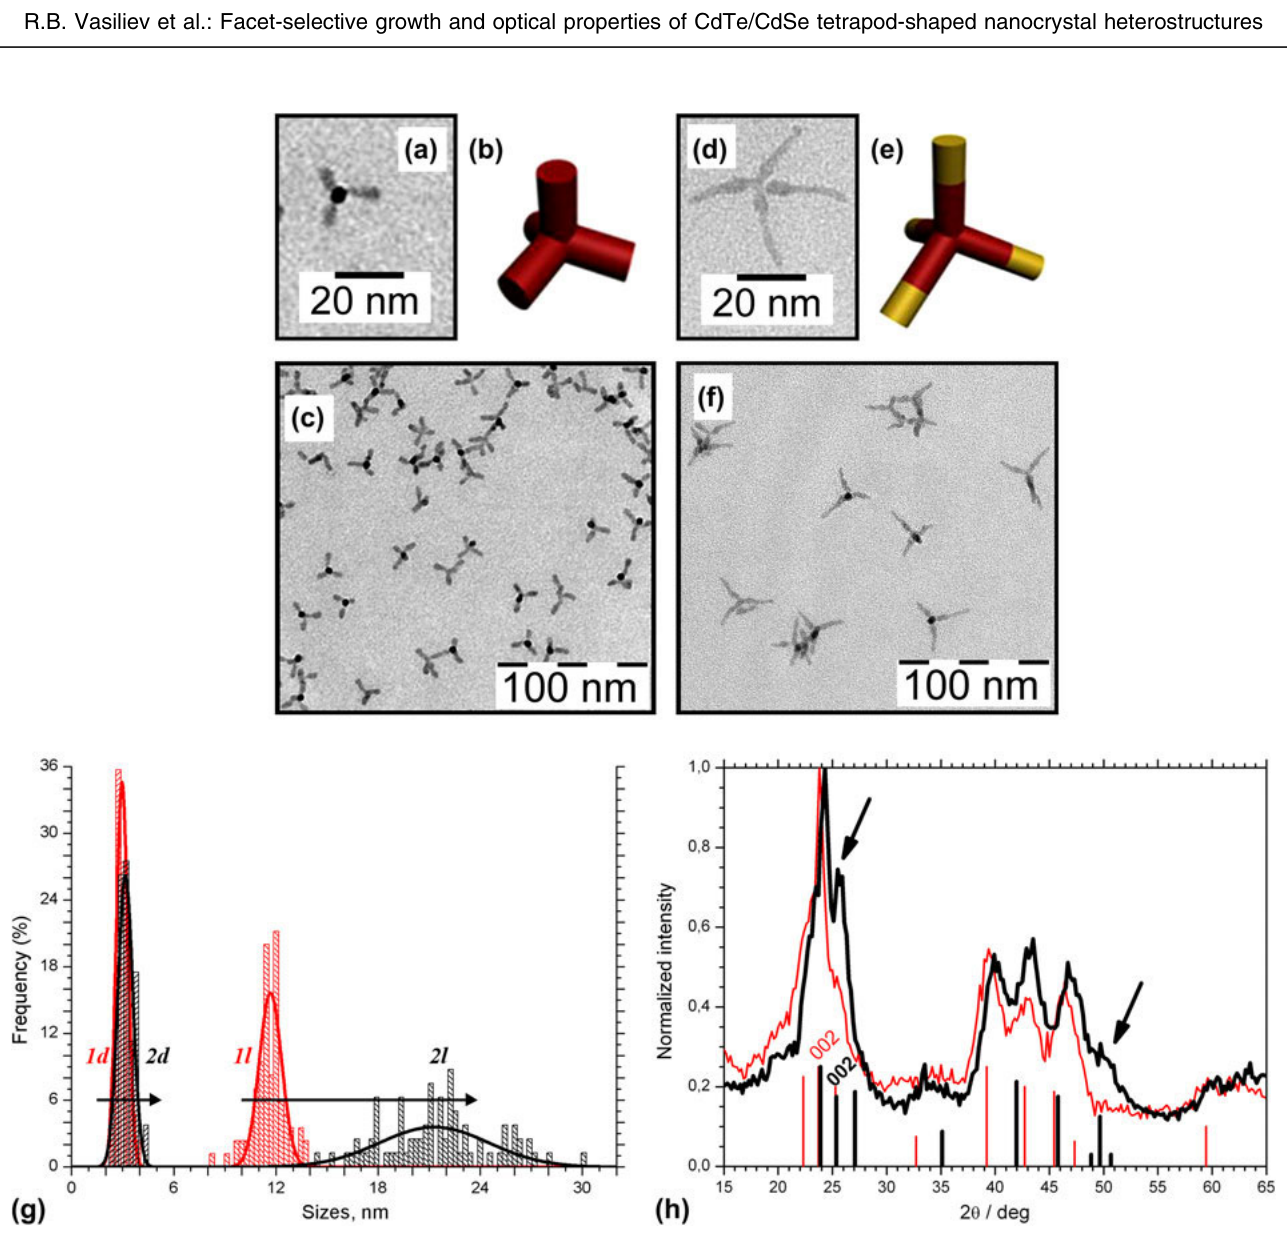 R.B. Vasiliev et al.: Facet-selective growth and optical properties of CdTe/CdSe tetrapod-shaped nanocrystal heterostructures
(a)
(b)
(d)
(e)
20 nm
20 nm
(c)
(f)
100 nm
100 nm
36
30
24
18
12
6
0
Frequency (%)
1d
2d
1l
2l
0 6 12 18 24 30
Sizes, nm
(g)
1,0
0,8
0,6
0,4
0,2
0,0
Normalized intensity
002
002
15 20 25 30 35 40 45 50 55 60 65
2θ / deg
(h)